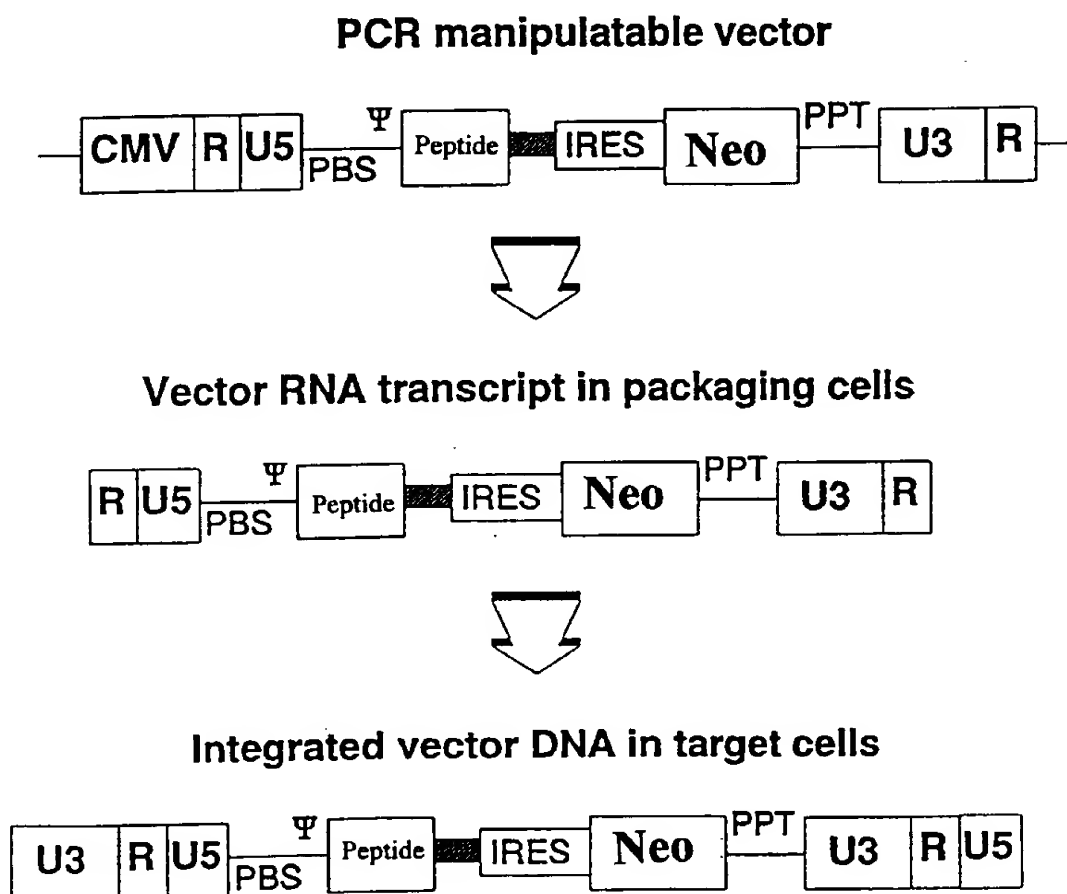 PCR manipulatable vector
CMV R U5 PBS Ψ Peptide IRES Neo PPT U3 R
Vector RNA transcript in packaging cells
R U5 PBS Ψ Peptide IRES Neo PPT U3 R
Integrated vector DNA in target cells
U3 R U5 PBS Ψ Peptide IRES Neo PPT U3 R U5